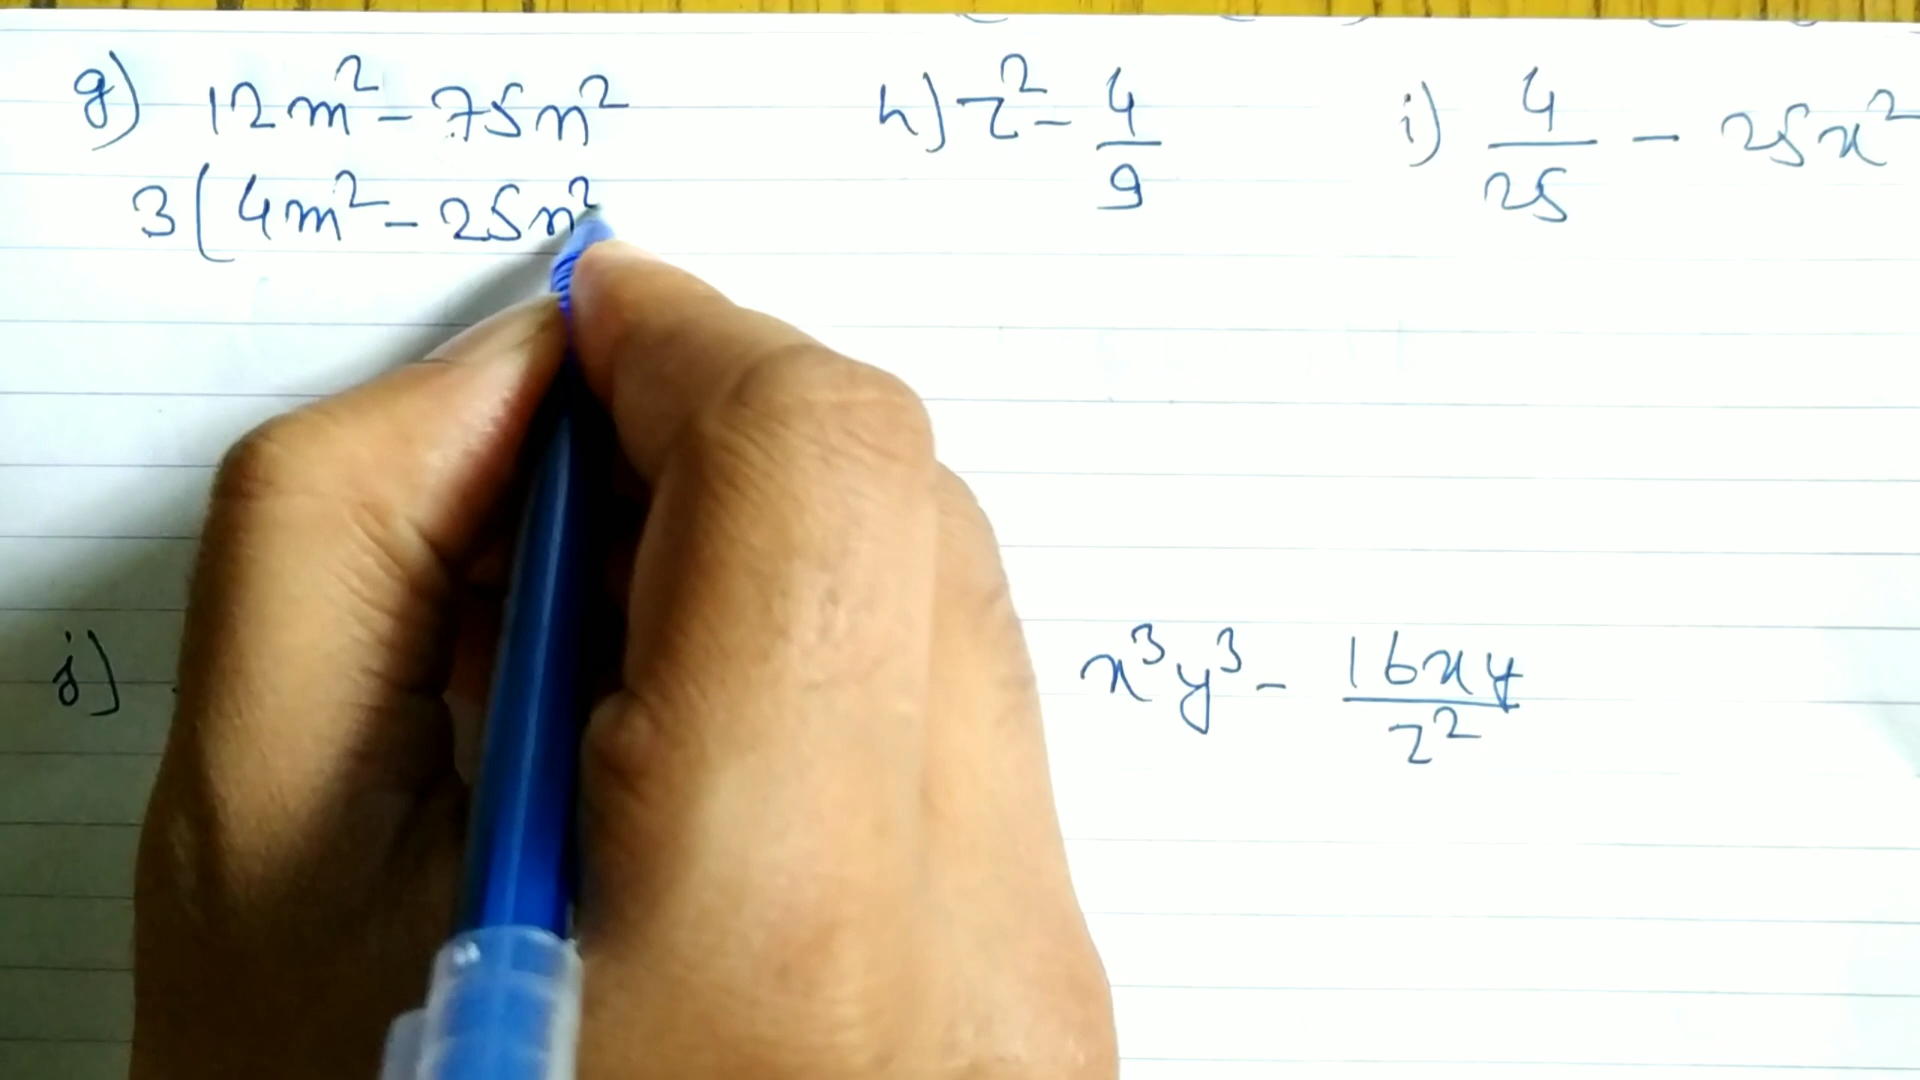 g) 12m² - 75n²
3(4m² - 25n²
h) z² - 4/9
i) 4/25 - 25x²
j)
x³y³ - 16xy/z²